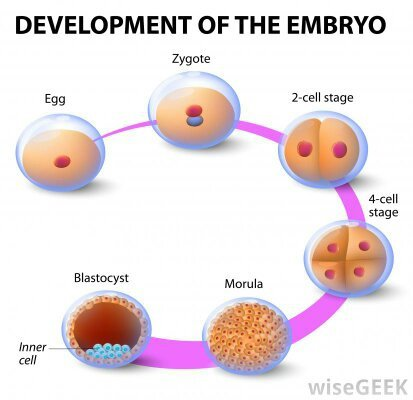 DEVELOPMENT OF THE EMBRYO
Zygote
Egg
2-cell stage
4-cell
stage
Blastocyst
Morula
Inner
cell
wiseGEEK